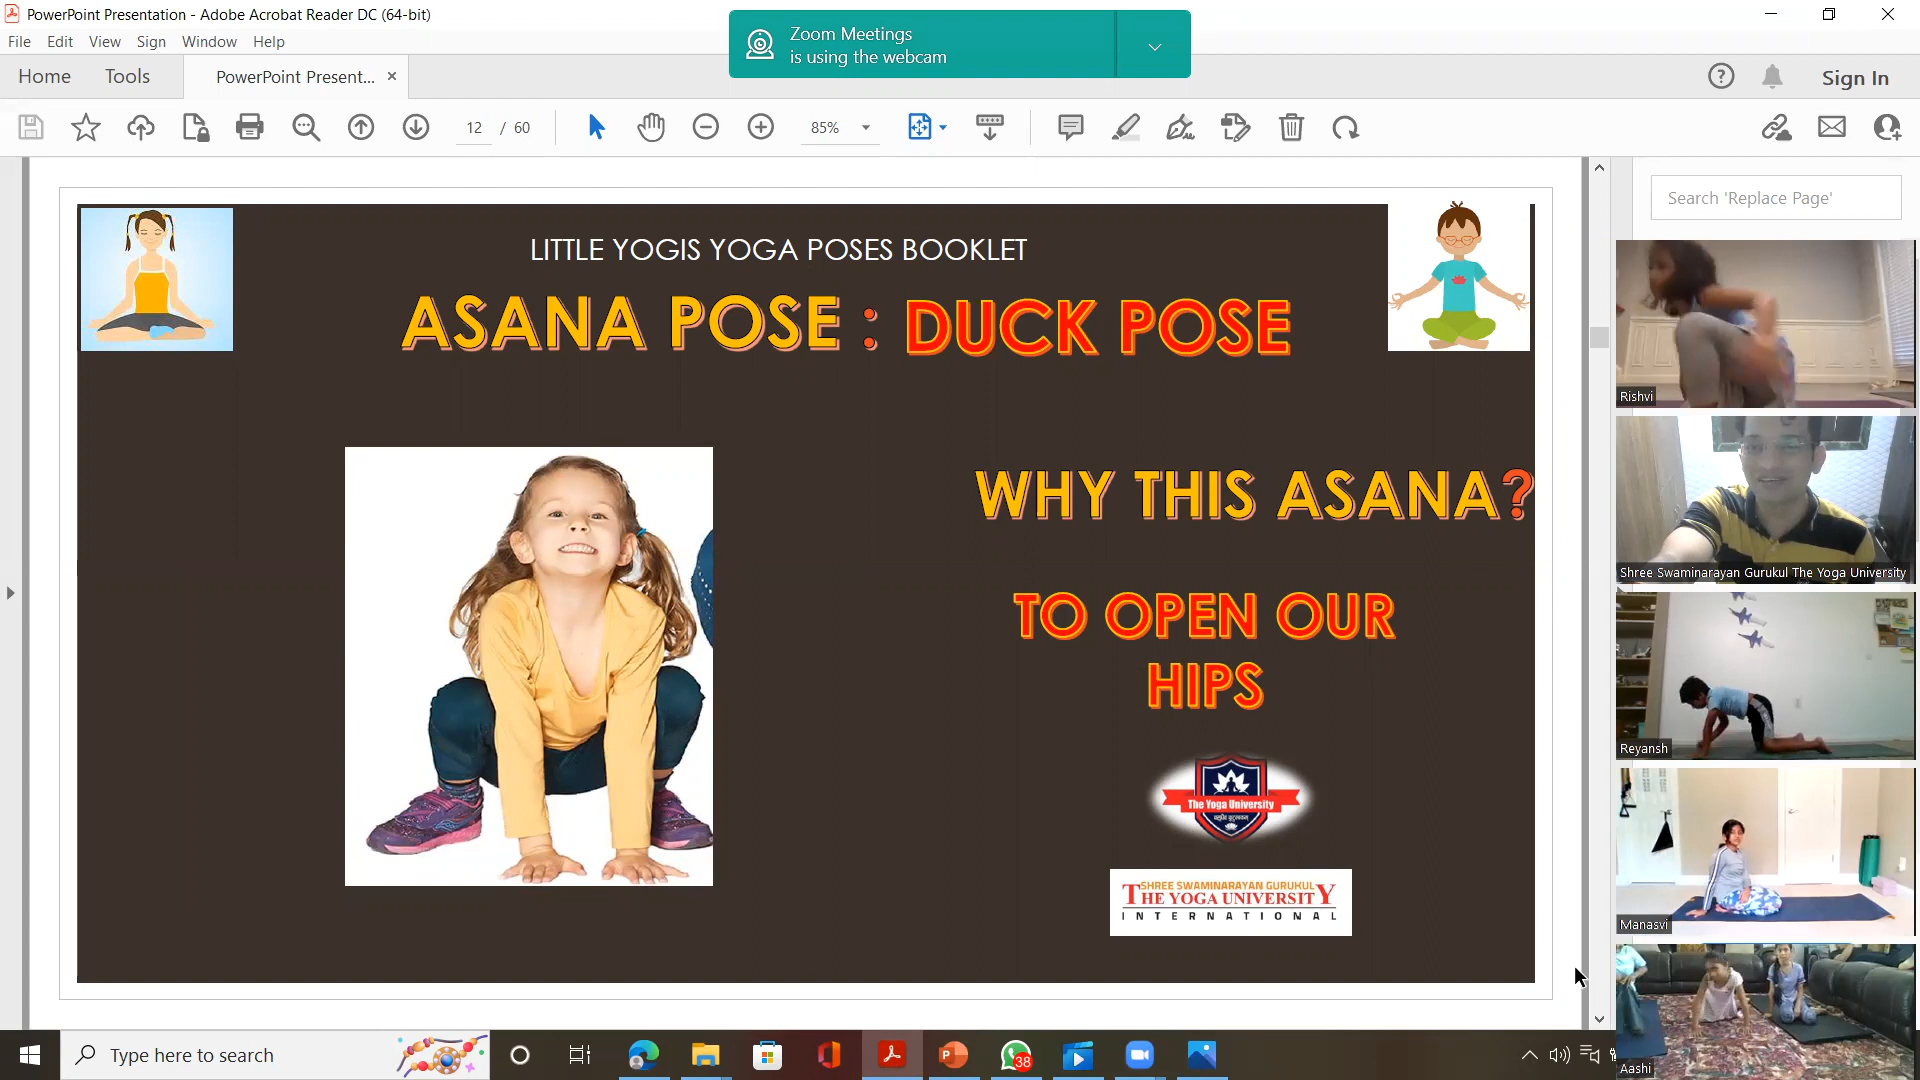 PowerPoint Presentation - Adobe Acrobat Reader DC (64-bit)
File Edit View Sign Window Help
Zoom Meetings
is using the webcam
Home Tools PowerPoint Present...
Sign In
12 / 60
85%
Search 'Replace Page'
LITTLE YOGIS YOGA POSES BOOKLET
ASANA POSE : DUCK POSE
WHY THIS ASANA?
TO OPEN OUR
HIPS
The Yoga University
SHREE SWAMINARAYAN GURUKUL
THE YOGA UNIVERSITY
INTERNATIONAL
Rishvi
Shree Swaminarayan Gurukul The Yoga University
Reyansh
Manasvi
Aashi
Type here to search
38